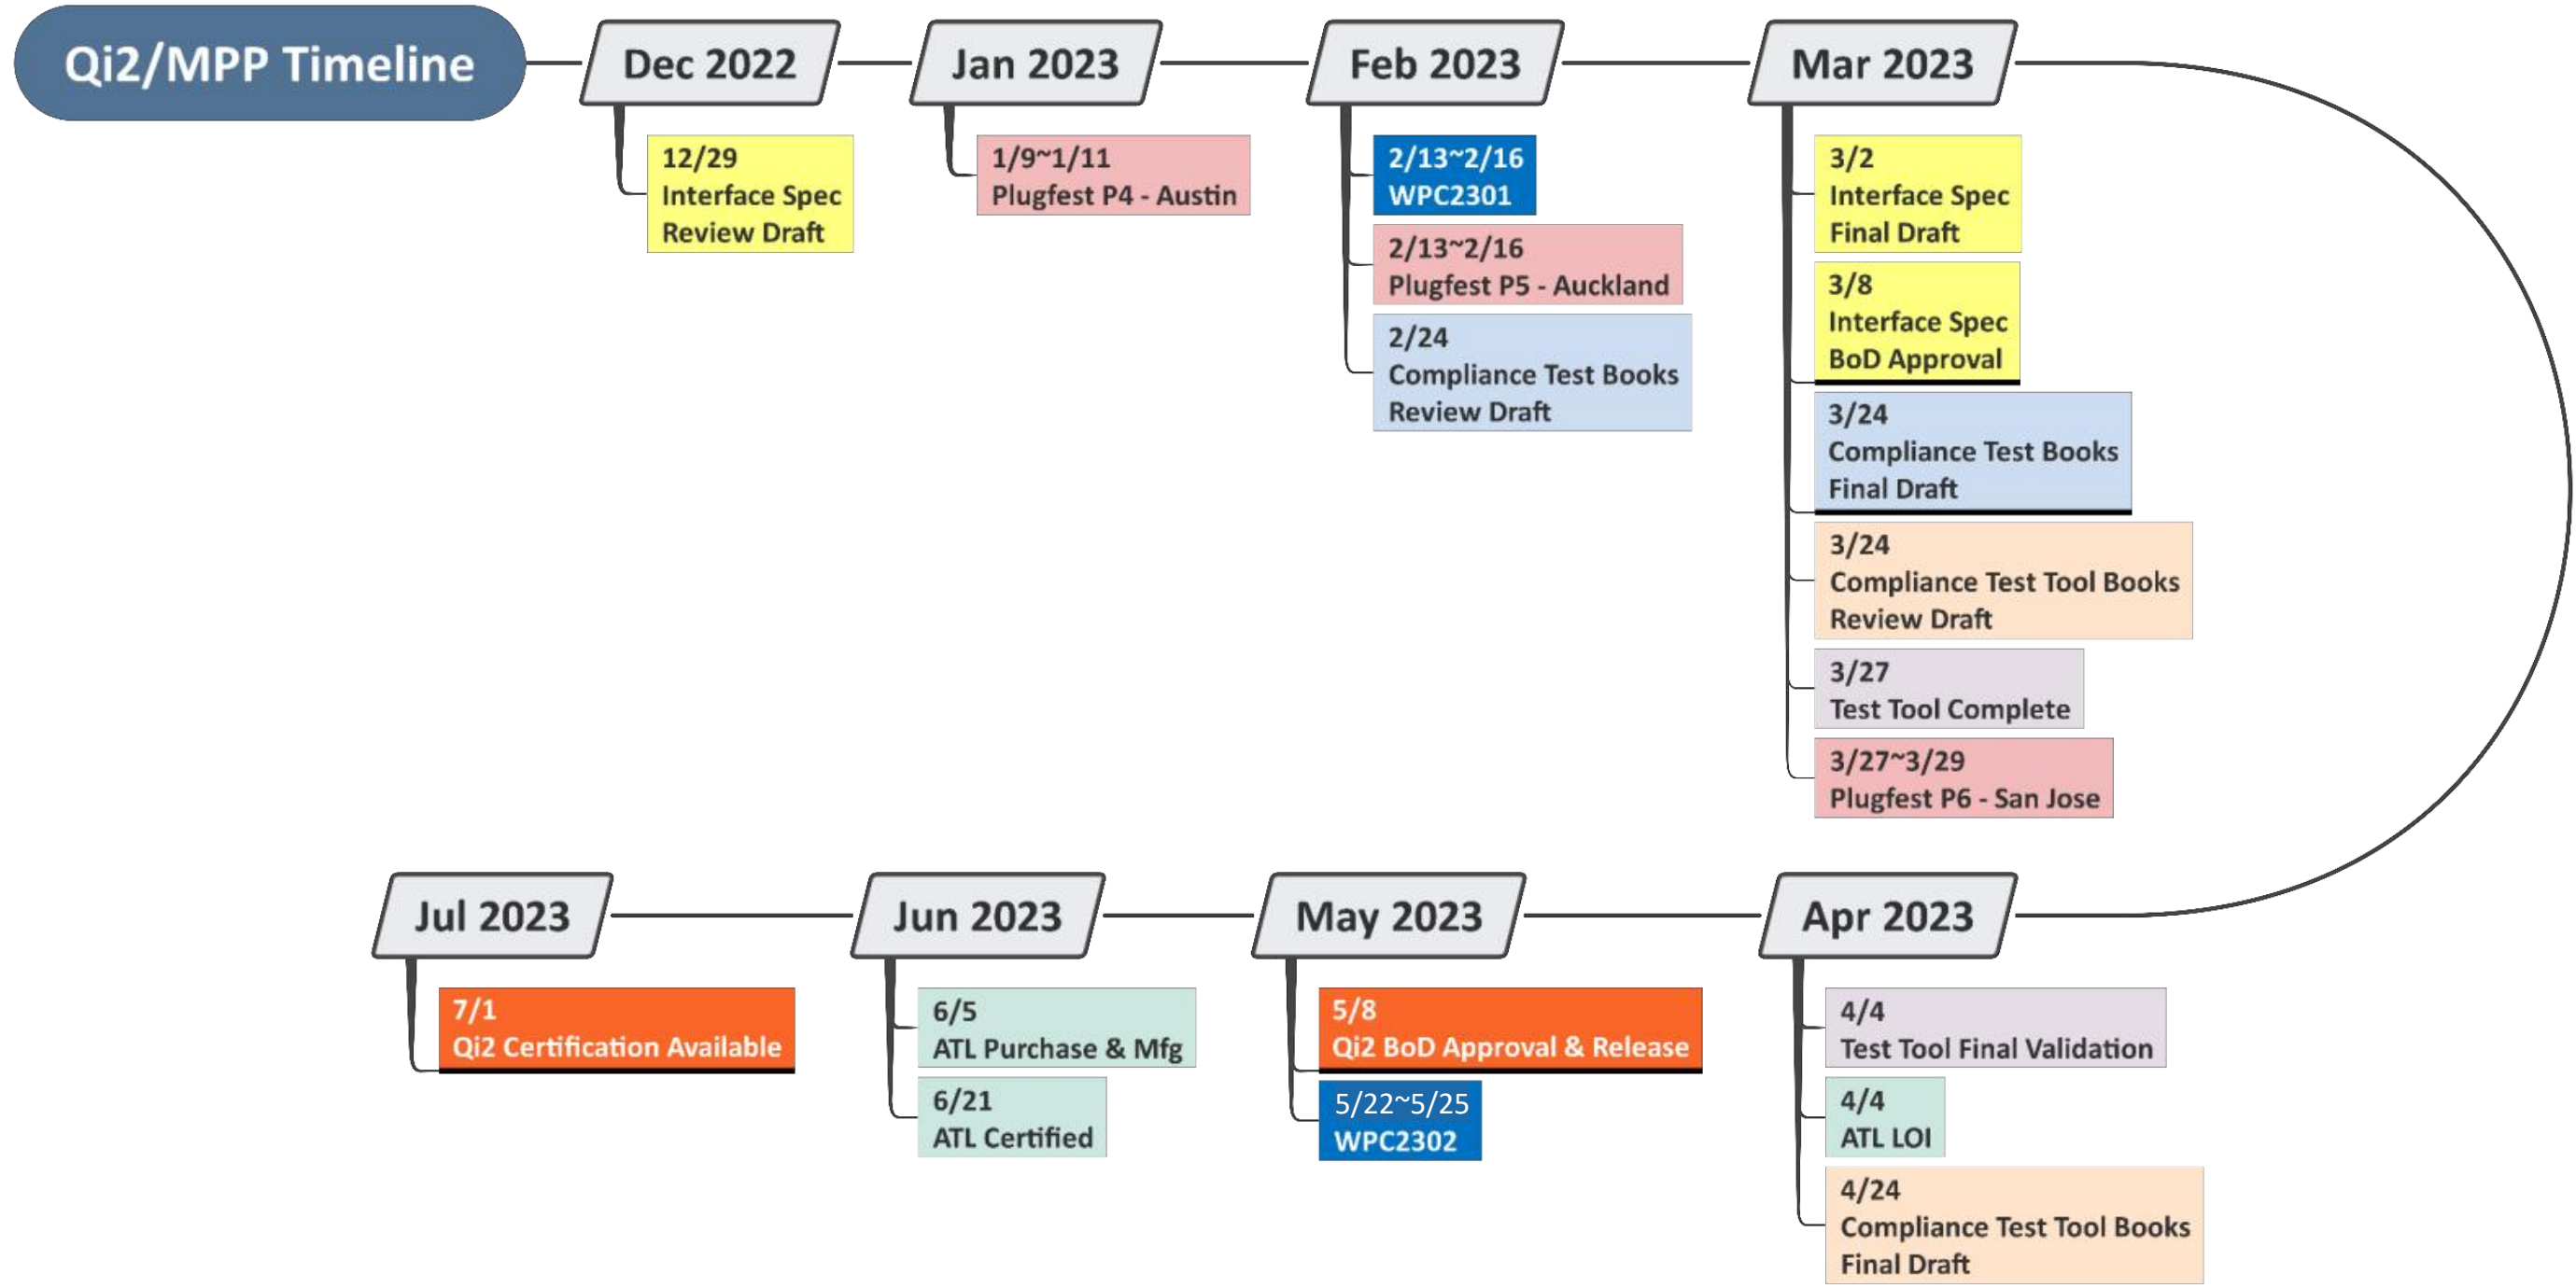 Qi2/MPP Timeline
Dec 2022
12/29
Interface Spec
Review Draft
Jan 2023
1/9~1/11
Plugfest P4 - Austin
Feb 2023
2/13~2/16
WPC2301
2/13~2/16
Plugfest P5 - Auckland
2/24
Compliance Test Books
Review Draft
Mar 2023
3/2
Interface Spec
Final Draft
3/8
Interface Spec
BoD Approval
3/24
Compliance Test Books
Final Draft
3/24
Compliance Test Tool Books
Review Draft
3/27
Test Tool Complete
3/27~3/29
Plugfest P6 - San Jose
Apr 2023
4/4
Test Tool Final Validation
4/4
ATL LOI
4/24
Compliance Test Tool Books
Final Draft
May 2023
5/8
Qi2 BoD Approval & Release
5/22~5/25
WPC2302
Jun 2023
6/5
ATL Purchase & Mfg
6/21
ATL Certified
Jul 2023
7/1
Qi2 Certification Available